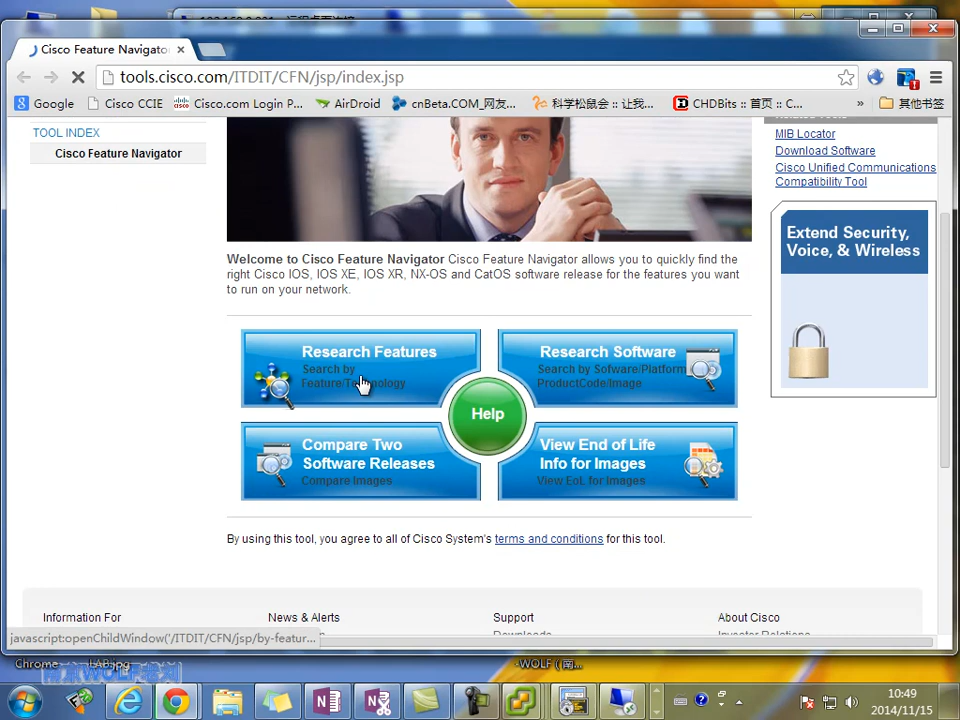 Cisco Feature Navigator
tools.cisco.com/ITDIT/CFN/jsp/index.jsp
Google
Cisco CCIE
Cisco.com Login P...
AirDroid
cnBeta.COM_网友...
科学松鼠会 :: 让我...
CHDBits :: 首页 :: C...
»
其他书签
TOOL INDEX
Cisco Feature Navigator
MIB Locator
Download Software
Cisco Unified Communications
Compatibility Tool
Extend Security,
Voice, & Wireless
Welcome to Cisco Feature Navigator Cisco Feature Navigator allows you to quickly find the
right Cisco IOS, IOS XE, IOS XR, NX-OS and CatOS software release for the features you want
to run on your network.
Research Features
Search by
Feature/Technology
Research Software
Search by Sofware/Platform
ProductCode/Image
Help
Compare Two
Software Releases
Compare Images
View End of Life
Info for Images
View EoL for Images
By using this tool, you agree to all of Cisco System's terms and conditions for this tool.
Information For
News & Alerts
Support
About Cisco
Downloads
Investor Relations
javascript:openChildWindow('/ITDIT/CFN/jsp/by-featur...
Chrome
LAB.jpg
10:49
2014/11/15